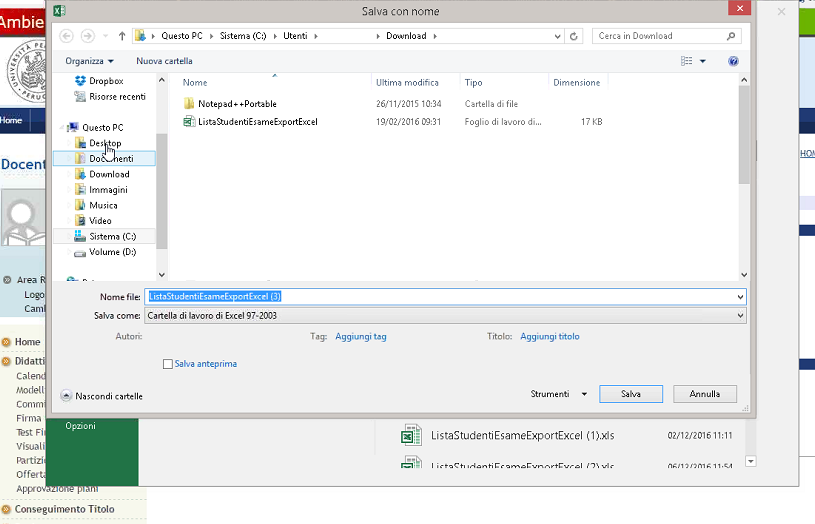 Salva con nome
Ambie
Questo PC Sistema (C:) Utenti Download
Cerca in Download
Organizza
Nuova cartella
Dropbox
Risorse recenti
Questo PC
Desktop
Documenti
Download
Immagini
Musica
Video
Sistema (C:)
Volume (D:)
Nome Ultima modifica Tipo Dimensione
Notepad++Portable 26/11/2015 10:34 Cartella di file
ListaStudentiEsameExportExcel 19/02/2016 09:31 Foglio di lavoro di... 17 KB
Nome file: ListaStudentiEsameExportExcel (3)
Salva come: Cartella di lavoro di Excel 97-2003
Autori: Tag: Aggiungi tag Titolo: Aggiungi titolo
Salva anteprima
Nascondi cartelle
Strumenti
Salva
Annulla
Opzioni
ListaStudentiEsameExportExcel (1).xls 02/12/2016 11:11
ListaStudentiEsameExportExcel (2).xls 06/12/2016 11:54
Home
HOM
Docent
Area R
Logo
Cam
Home
Didatti
Calend
Modell
Comm
Firma
Test Fi
Visuali
Partizio
Offerta
Approvazione piani
Conseguimento Titolo